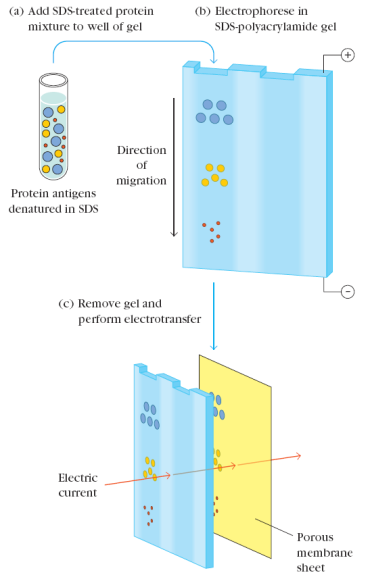 (a) Add SDS-treated protein
mixture to well of gel
(b) Electrophorese in
SDS-polyacrylamide gel
+
Direction
of
migration
Protein antigens
denatured in SDS
−
(c) Remove gel and
perform electrotransfer
Electric
current
Porous
membrane
sheet